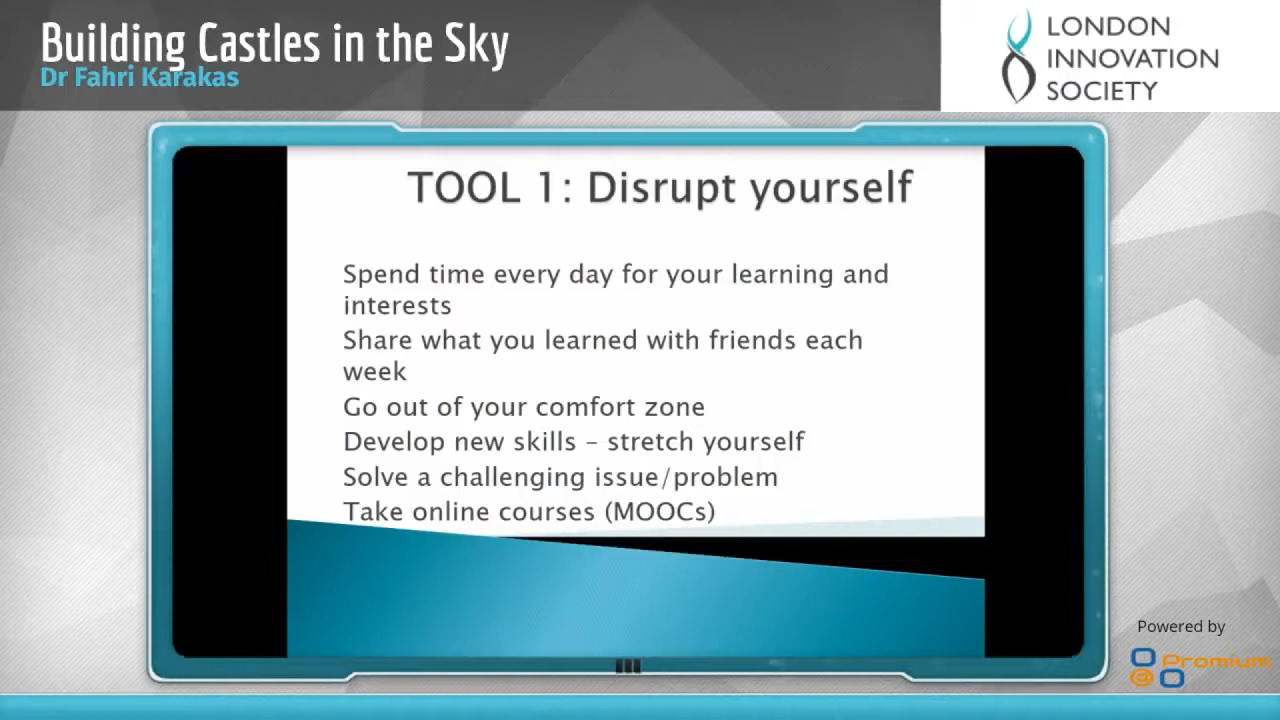 Building Castles in the Sky
Dr Fahri Karakas
LONDON
INNOVATION
SOCIETY
TOOL 1: Disrupt yourself
Spend time every day for your learning and
interests
Share what you learned with friends each
week
Go out of your comfort zone
Develop new skills – stretch yourself
Solve a challenging issue/problem
Take online courses (MOOCs)
Powered by
Promium